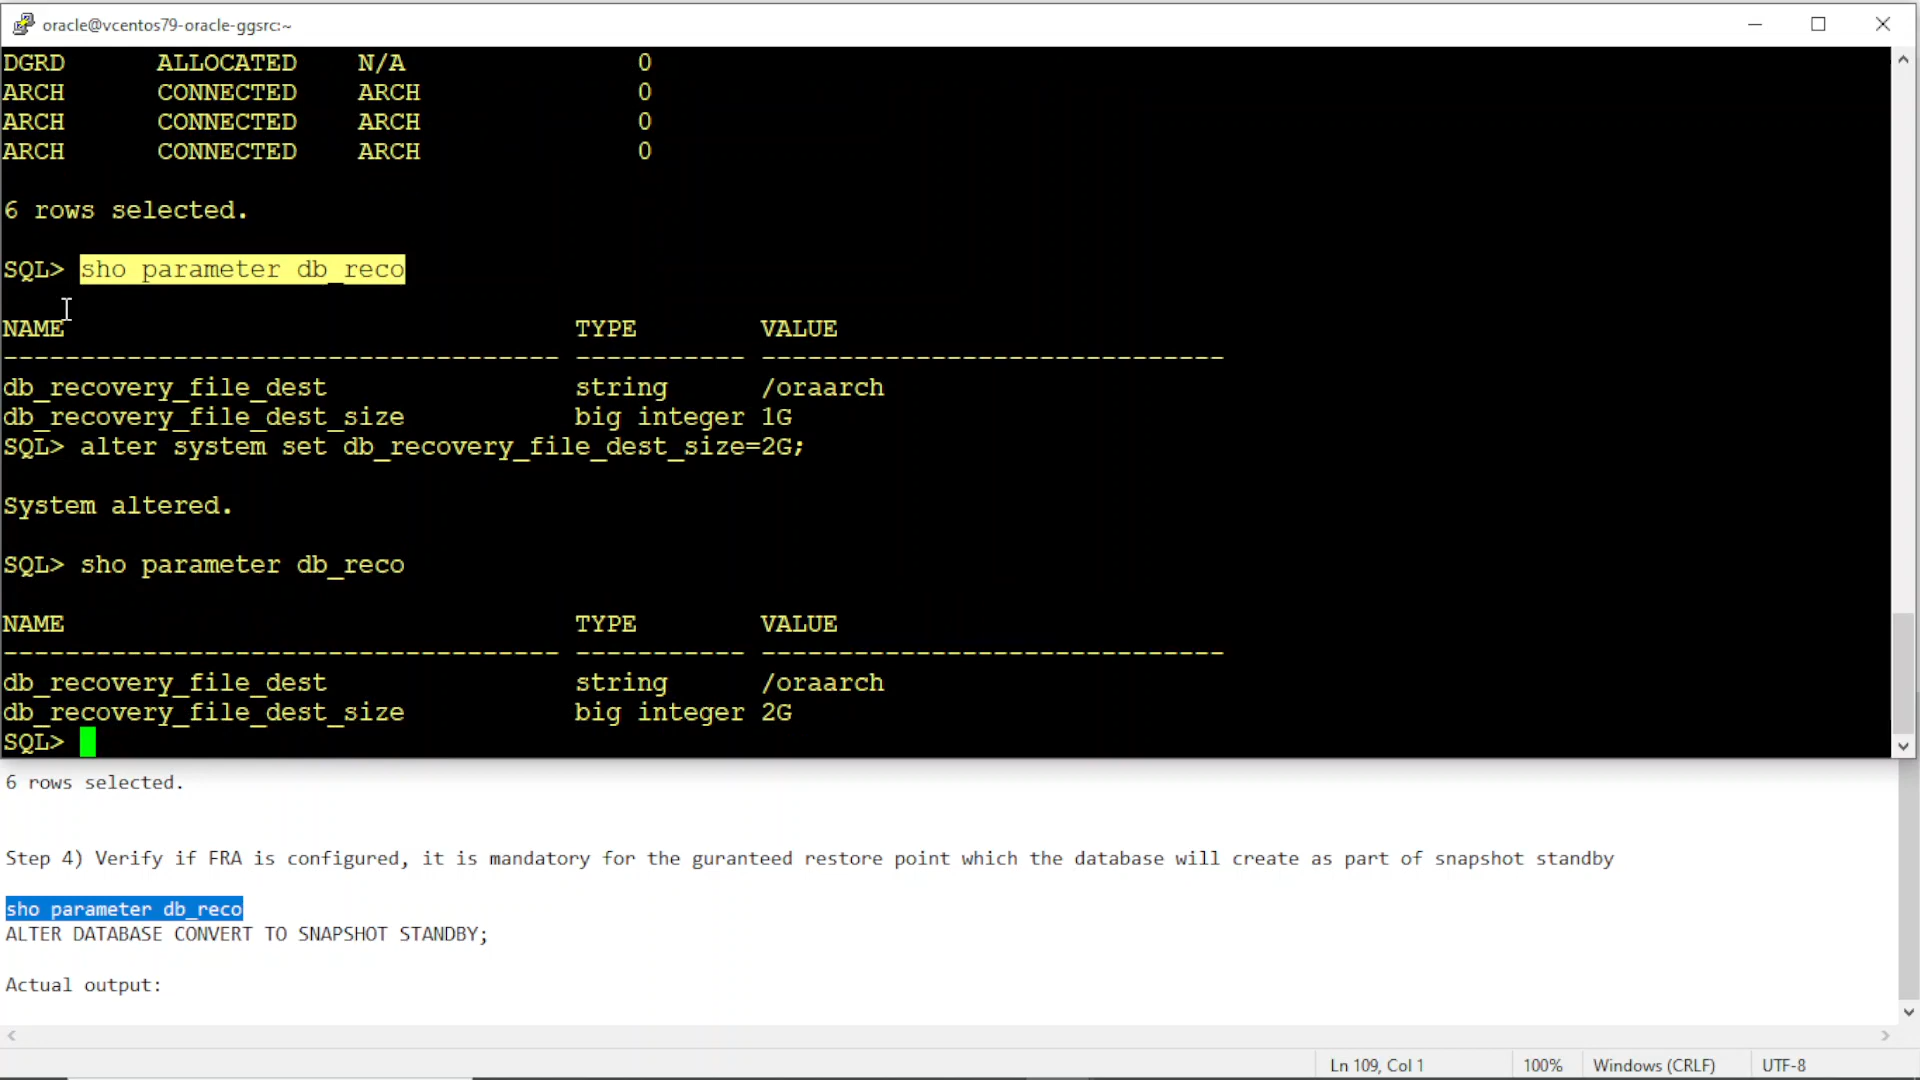 oracle@vcentos79-oracle-ggsrc:~
DGRD      ALLOCATED    N/A               0
ARCH      CONNECTED    ARCH              0
ARCH      CONNECTED    ARCH              0
ARCH      CONNECTED    ARCH              0
6 rows selected.
SQL> sho parameter db_reco
NAME                                 TYPE        VALUE
------------------------------------ ----------- ------------------------------
db_recovery_file_dest                string      /oraarch
db_recovery_file_dest_size           big integer 1G
SQL> alter system set db_recovery_file_dest_size=2G;
System altered.
SQL> sho parameter db_reco
NAME                                 TYPE        VALUE
------------------------------------ ----------- ------------------------------
db_recovery_file_dest                string      /oraarch
db_recovery_file_dest_size           big integer 2G
SQL>
6 rows selected.
Step 4) Verify if FRA is configured, it is mandatory for the guranteed restore point which the database will create as part of snapshot standby
sho parameter db_reco
ALTER DATABASE CONVERT TO SNAPSHOT STANDBY;
Actual output:
Ln 109, Col 1    100%    Windows (CRLF)    UTF-8